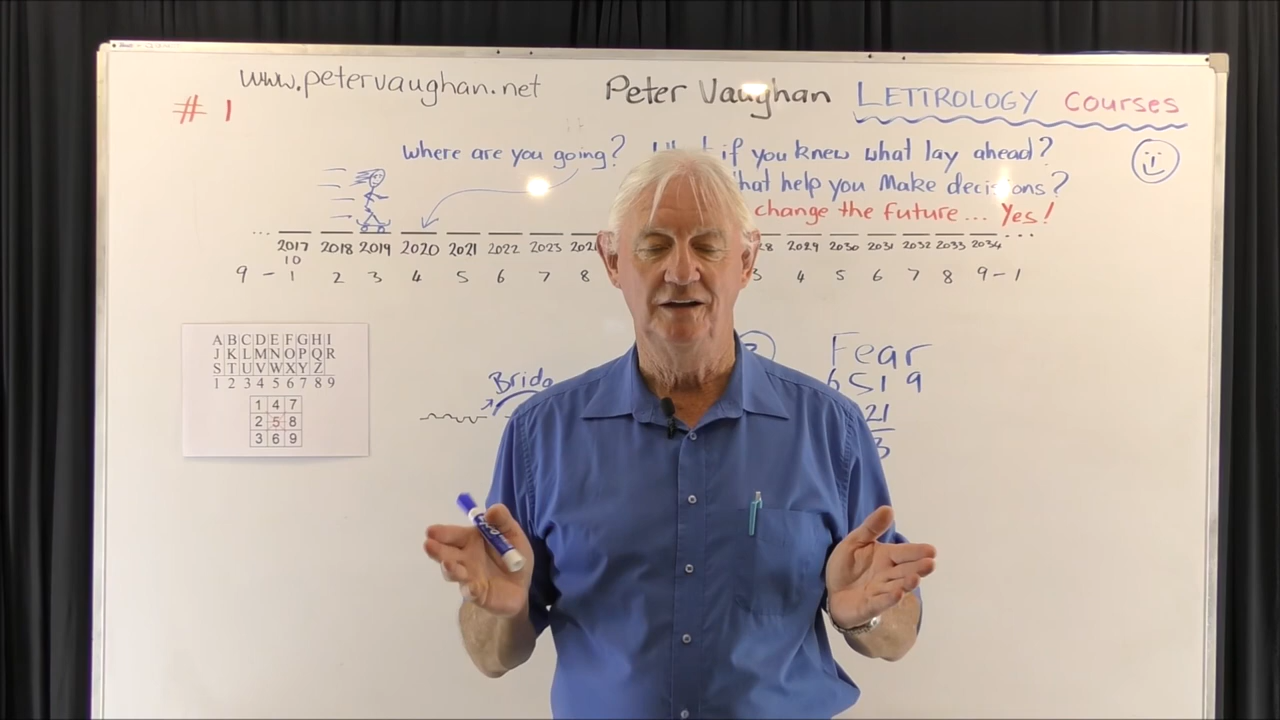 www.petervaughan.net Peter Vaughan LETTROLOGY Courses
# 1
where are you going? if you knew what lay ahead?
that help you Make decisions?
change the future... Yes!
... 2017 2018 2019 2020 2021 2022 2023 2029 2030 2031 2032 2033 2034 ...
10
9 - 1 2 3 4 5 6 7 8 3 4 5 6 7 8 9 - 1
A B C D E F G H I
J K L M N O P Q R
S T U V W X Y Z
1 2 3 4 5 6 7 8 9
1 4 7
2 5 8
3 6 9
Fear
6 5 1 9
21
3